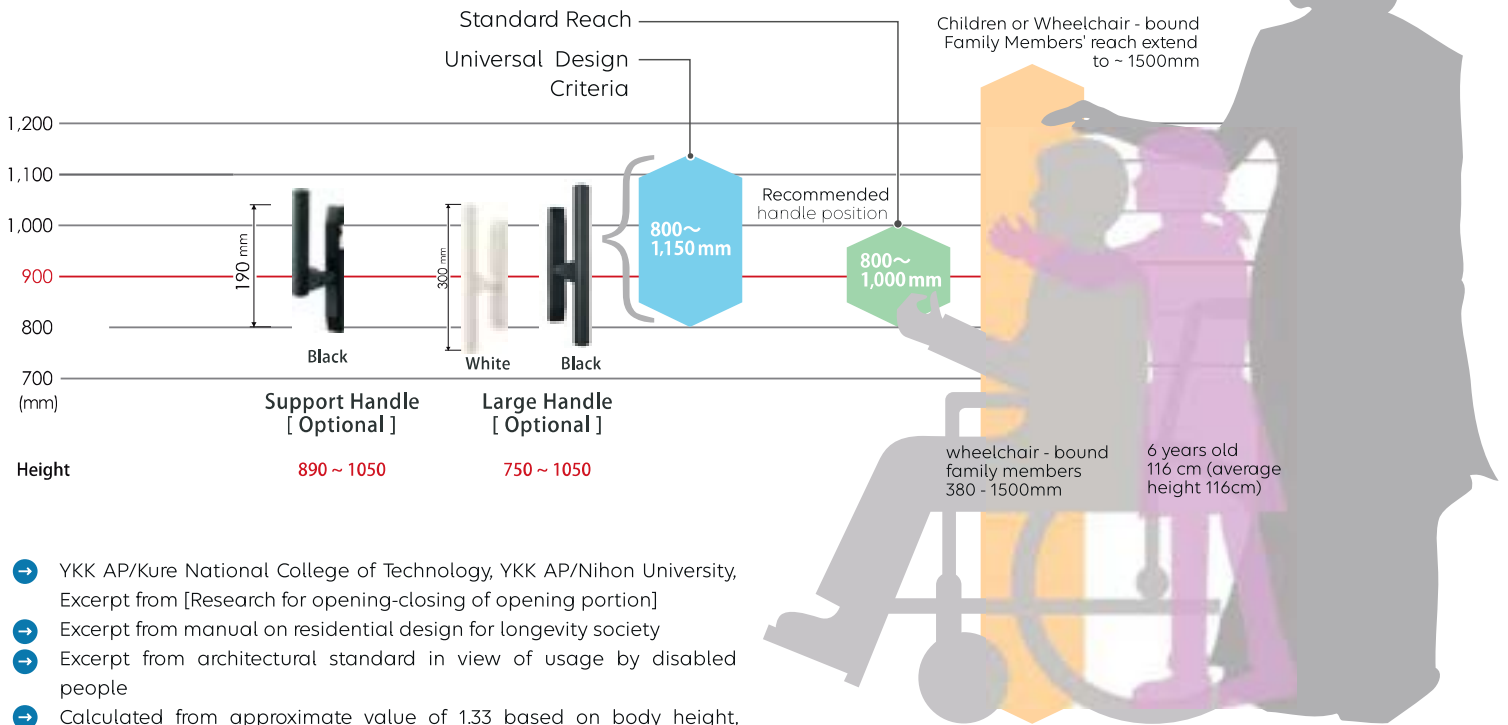 Standard Reach
Universal Design
Criteria
Children or Wheelchair - bound
Family Members' reach extend
to ~ 1500mm
1,200
1,100
1,000
900
800
700
(mm)
190 mm
300 mm
800～
1,150 mm
Recommended
handle position
800～
1,000 mm
Black
White
Black
Support Handle
[ Optional ]
Large Handle
[ Optional ]
Height
890 ~ 1050
750 ~ 1050
wheelchair - bound
family members
380 - 1500mm
6 years old
116 cm (average
height 116cm)
YKK AP/Kure National College of Technology, YKK AP/Nihon University,
Excerpt from [Research for opening-closing of opening portion]
Excerpt from manual on residential design for longevity society
Excerpt from architectural standard in view of usage by disabled
people
Calculated from approximate value of 1.33 based on body height,